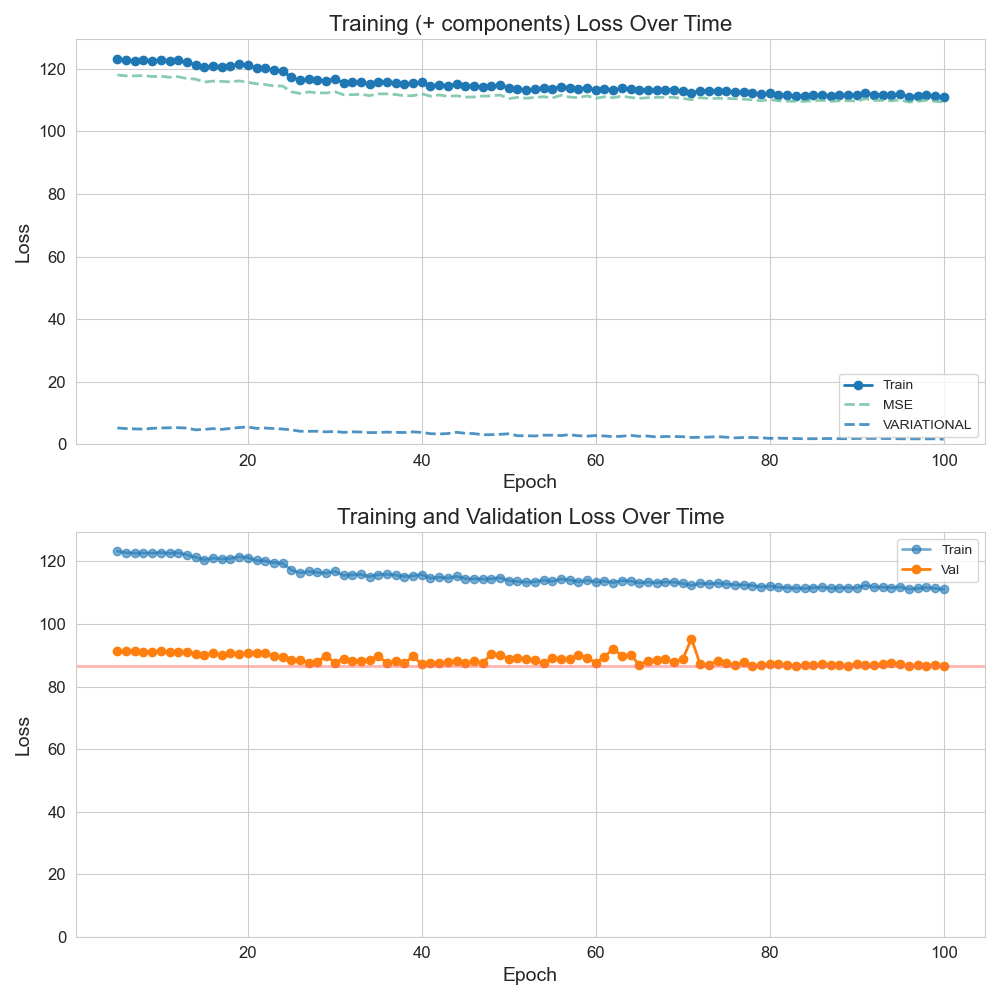 Training (+ components) Loss Over Time
120
100
80
60
40
20
0
Loss
Train
MSE
VARIATIONAL
20 40 60 80 100
Epoch
Training and Validation Loss Over Time
120
100
80
60
40
20
0
Loss
Train
Val
20 40 60 80 100
Epoch